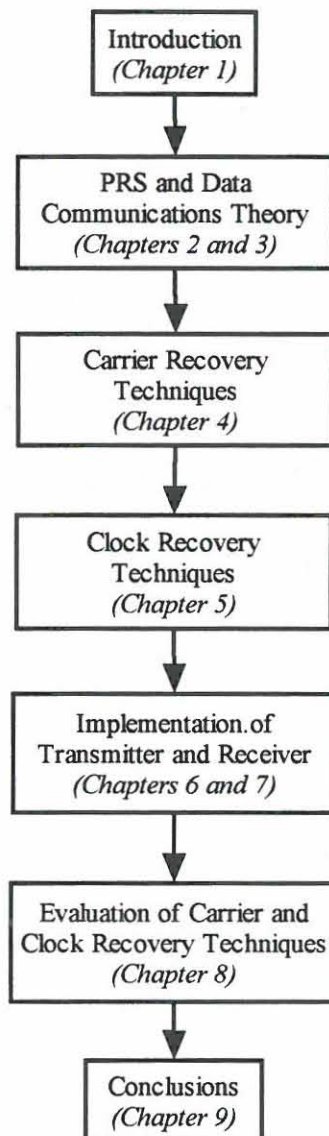 Introduction
(Chapter 1)
PRS and Data
Communications Theory
(Chapters 2 and 3)
Carrier Recovery
Techniques
(Chapter 4)
Clock Recovery
Techniques
(Chapter 5)
Implementation.of
Transmitter and Receiver
(Chapters 6 and 7)
Evaluation of Carrier and
Clock Recovery Techniques
(Chapter 8)
Conclusions
(Chapter 9)